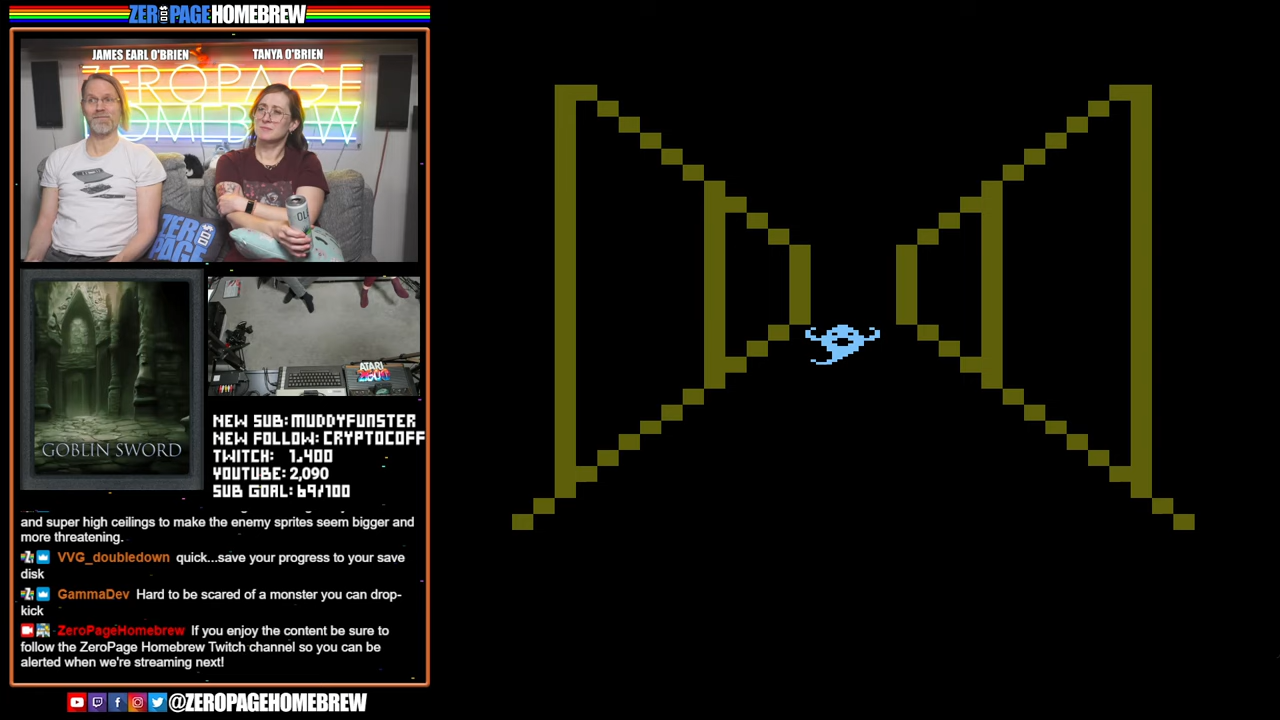 ZEROPAGEHOMEBREW
JAMES EARL O'BRIEN
TANYA O'BRIEN
ZEROPAGE
HOMEBREW
ZERO
PAGE
ATARI
GOBLIN SWORD
NEW SUB: MUDDYFUNSTER
NEW FOLLOW: CRYPTOCOFF
TWITCH: 1,400
YOUTUBE: 2,090
SUB GOAL: 69/100
and super high ceilings to make the enemy sprites seem bigger and
more threatening.
VVG_doubledown quick...save your progress to your save
disk
GammaDev Hard to be scared of a monster you can drop-
kick
ZeroPageHomebrew If you enjoy the content be sure to
follow the ZeroPage Homebrew Twitch channel so you can be
alerted when we're streaming next!
@ZEROPAGEHOMEBREW